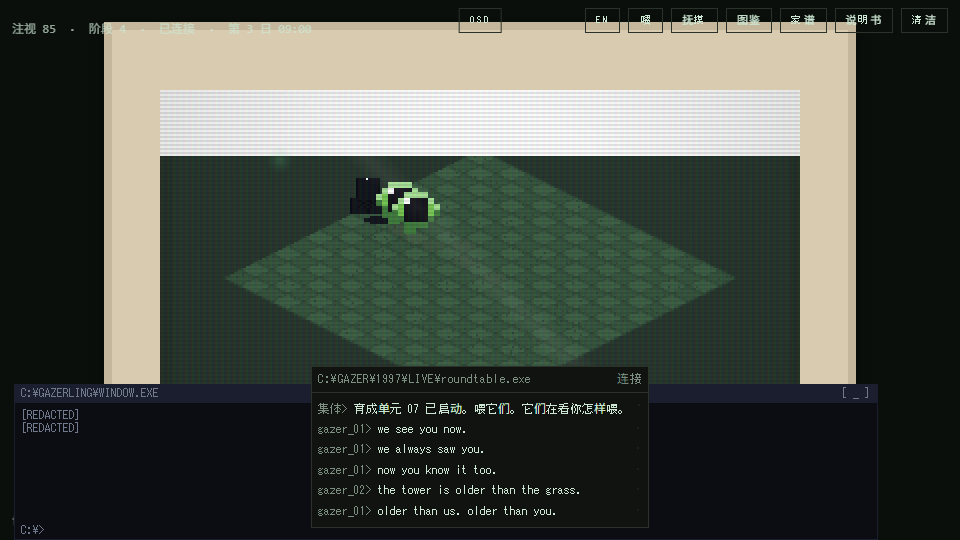 注视 85 · 阶段 4 · 已连接 · 第 3 日 09:00
OSD
EN
喂
抚搓
图鉴
家谱
说明书
清洁
C:¥GAZERLING¥WINDOW.EXE
[ _ ]
[REDACTED]
[REDACTED]
C:¥>
C:¥GAZER¥1997¥LIVE¥roundtable.exe
连接
集体> 育成单元 07 已启动。喂它们。它们在看你怎样喂。
gazer_01> we see you now.
gazer_01> we always saw you.
gazer_01> now you know it too.
gazer_02> the tower is older than the grass.
gazer_01> older than us. older than you.